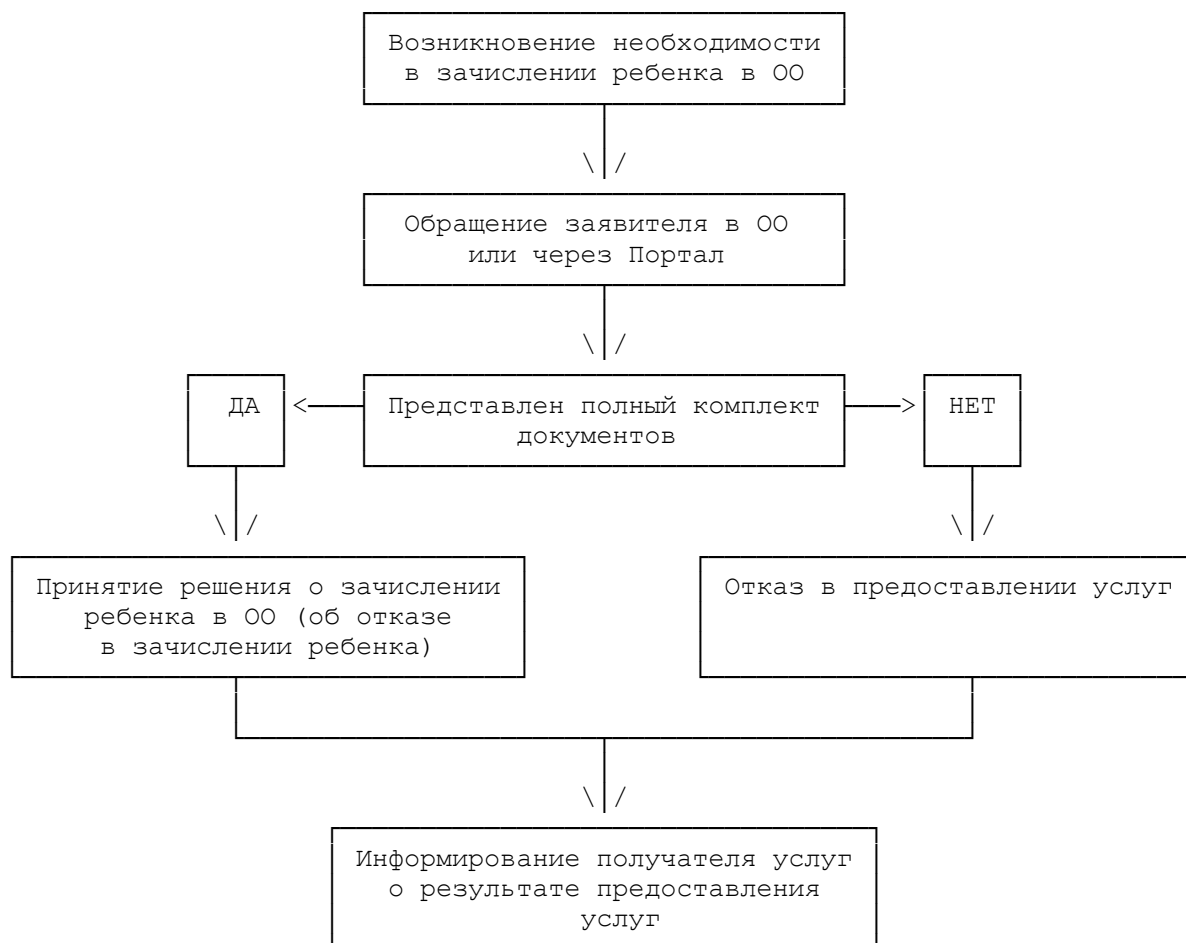 Возникновение необходимости
в зачислении ребенка в ОО
Обращение заявителя в ОО
или через Портал
ДА
Представлен полный комплект
документов
НЕТ
Принятие решения о зачислении
ребенка в ОО (об отказе
в зачислении ребенка)
Отказ в предоставлении услуг
Информирование получателя услуг
о результате предоставления
услуг